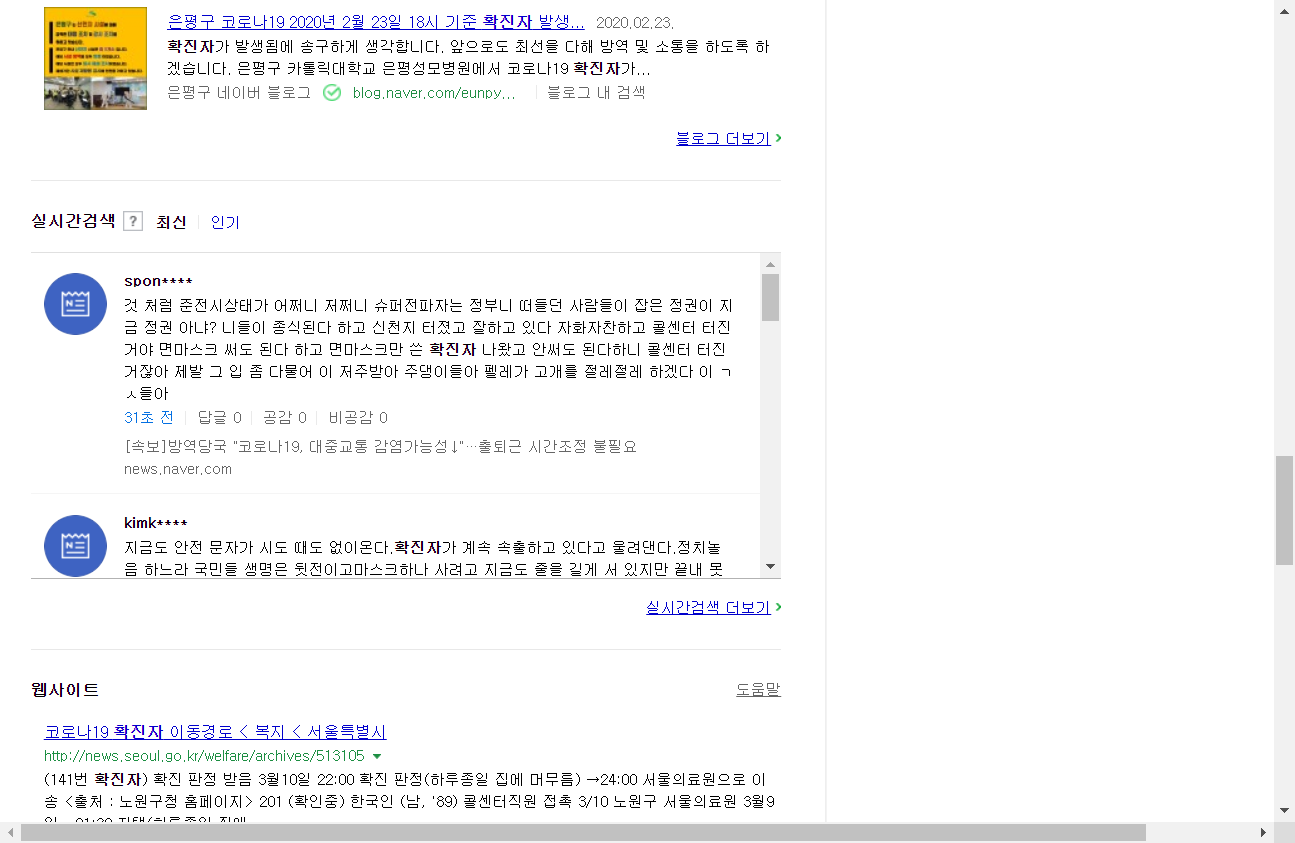 은평구 코로나19 2020년 2월 23일 18시 기준 확진자 발생... 2020.02.23.
확진자가 발생됨에 송구하게 생각합니다. 앞으로도 최선을 다해 방역 및 소통을 하도록 하
겠습니다. 은평구 카톨릭대학교 은평성모병원에서 코로나19 확진자가...
은평구 네이버 블로그 blog.naver.com/eunpy... 블로그 내 검색
블로그 더보기
실시간검색 ? 최신 인기
spon****
것 처럼 준전시상태가 어쩌니 저쩌니 슈퍼전파자는 정부니 떠들던 사람들이 잡은 정권이 지
금 정권 아냐? 니들이 종식된다 하고 신천지 터졌고 잘하고 있다 자화자찬하고 콜센터 터진
거야 면마스크 써도 된다 하고 면마스크만 쓴 확진자 나왔고 안써도 된다하니 콜센터 터진
거잖아 제발 그 입 좀 다물어 이 저주받아 주댕이들아 펠레가 고개를 절레절레 하겠다 이 ㄱ
ㅅ들아
31초 전 답글 0 공감 0 비공감 0
[속보]방역당국 "코로나19, 대중교통 감염가능성↓"…출퇴근 시간조정 불필요
news.naver.com
kimk****
지금도 안전 문자가 시도 때도 없이온다.확진자가 계속 속출하고 있다고 울려댄다.정치놀
음 하느라 국민들 생명은 뒷전이고마스크하나 사려고 지금도 줄을 길게 서 있지만 끝내 못
실시간검색 더보기
웹사이트 도움말
코로나19 확진자 이동경로 < 복지 < 서울특별시
http://news.seoul.go.kr/welfare/archives/513105
(141번 확진자) 확진 판정 받음 3월10일 22:00 확진 판정(하루종일 집에 머무름) →24:00 서울의료원으로 이
송 <출처 : 노원구청 홈페이지> 201 (확인중) 한국인 (남, '89) 콜센터직원 접촉 3/10 노원구 서울의료원 3월9